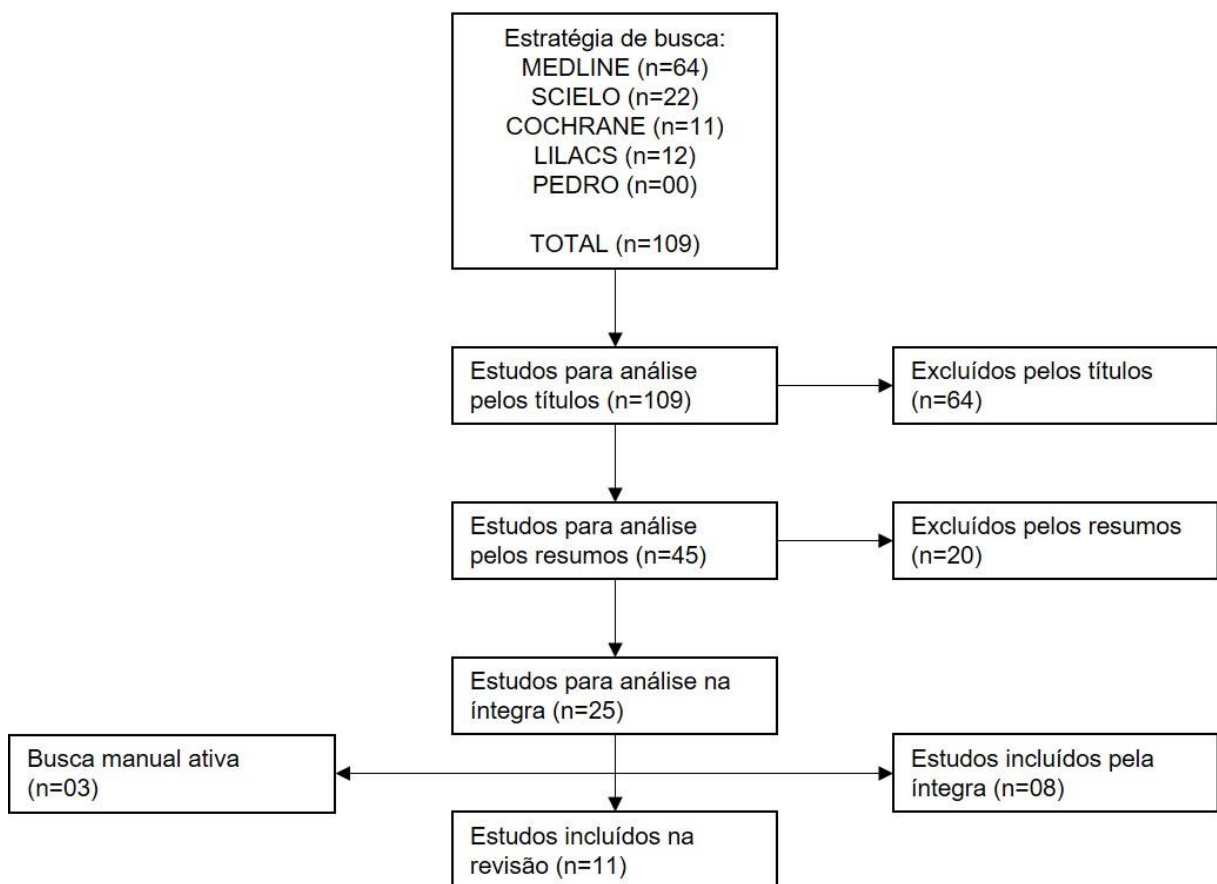 Estratégia de busca:
MEDLINE (n=64)
SCIELO (n=22)
COCHRANE (n=11)
LILACS (n=12)
PEDRO (n=00)
TOTAL (n=109)
Estudos para análise
pelos títulos (n=109)
Excluídos pelos títulos
(n=64)
Estudos para análise
pelos resumos (n=45)
Excluídos pelos resumos
(n=20)
Estudos para análise na
íntegra (n=25)
Busca manual ativa
(n=03)
Estudos incluídos pela
íntegra (n=08)
Estudos incluídos na
revisão (n=11)